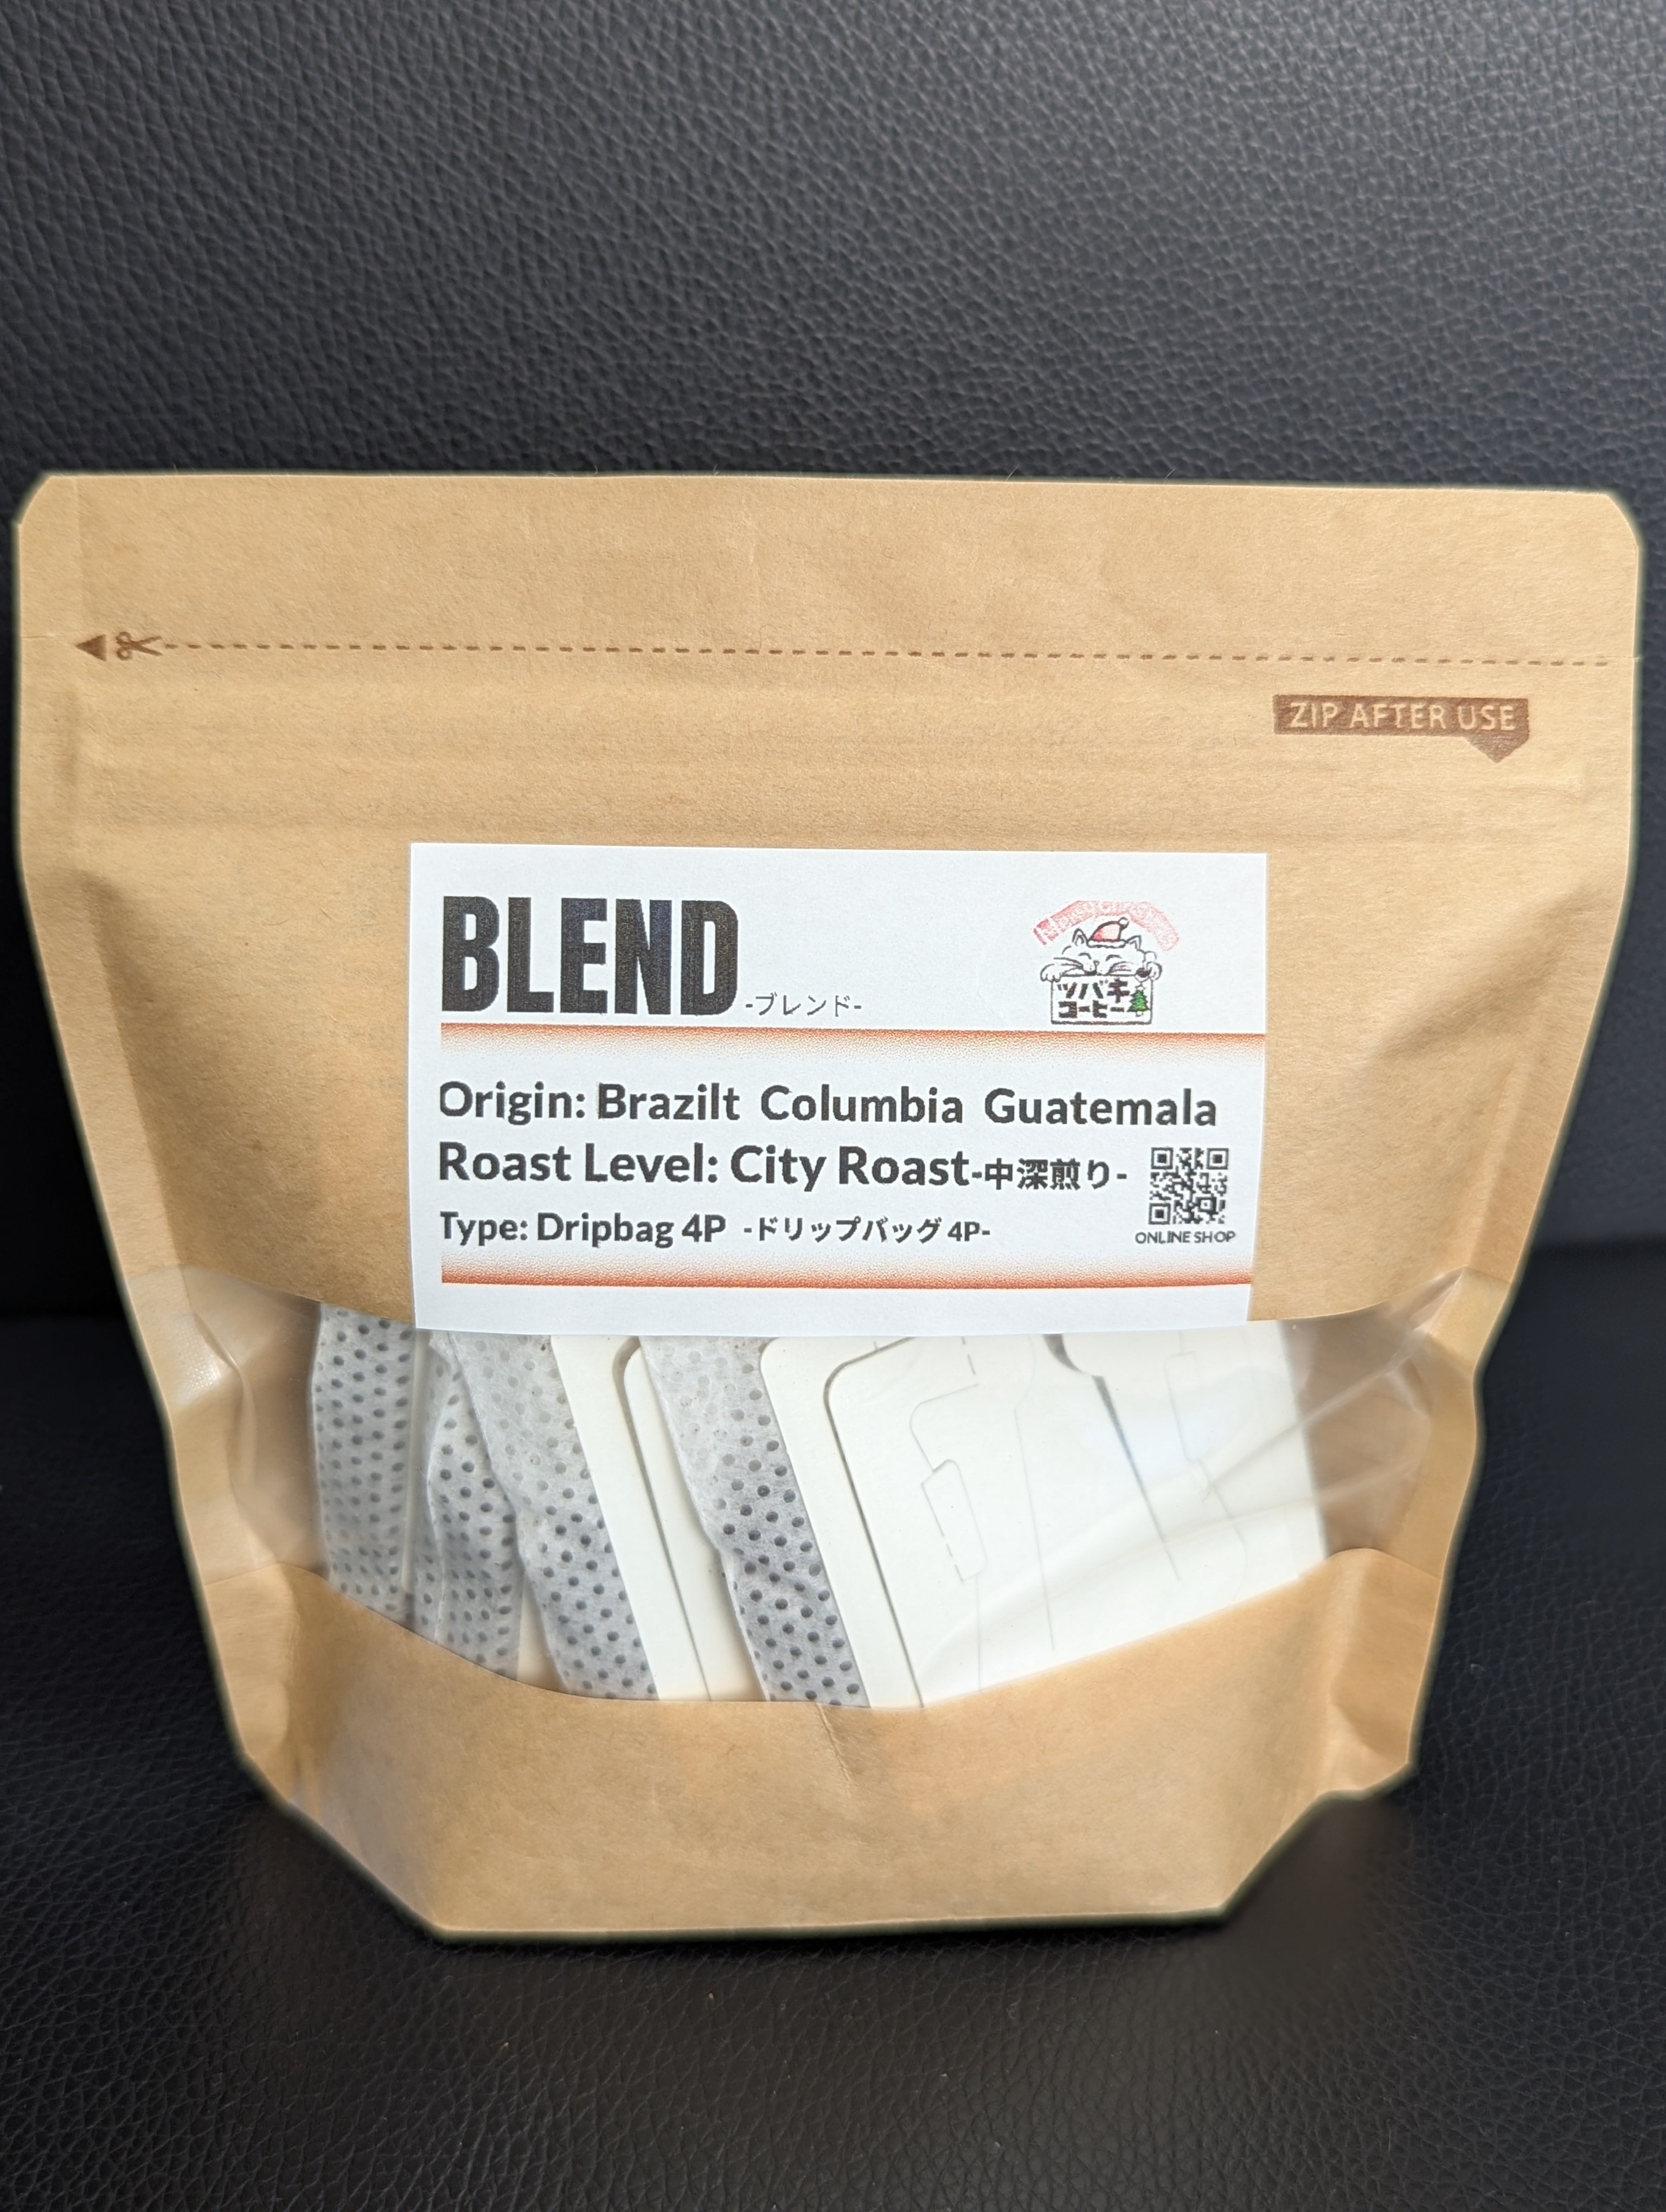 ZIP AFTER USE
BLEND -ブレンド-
ツバキ
コーヒー
Origin: Brazilt Columbia Guatemala
Roast Level: City Roast-中深煎り-
Type: Dripbag 4P -ドリップバッグ 4P-
ONLINE SHOP